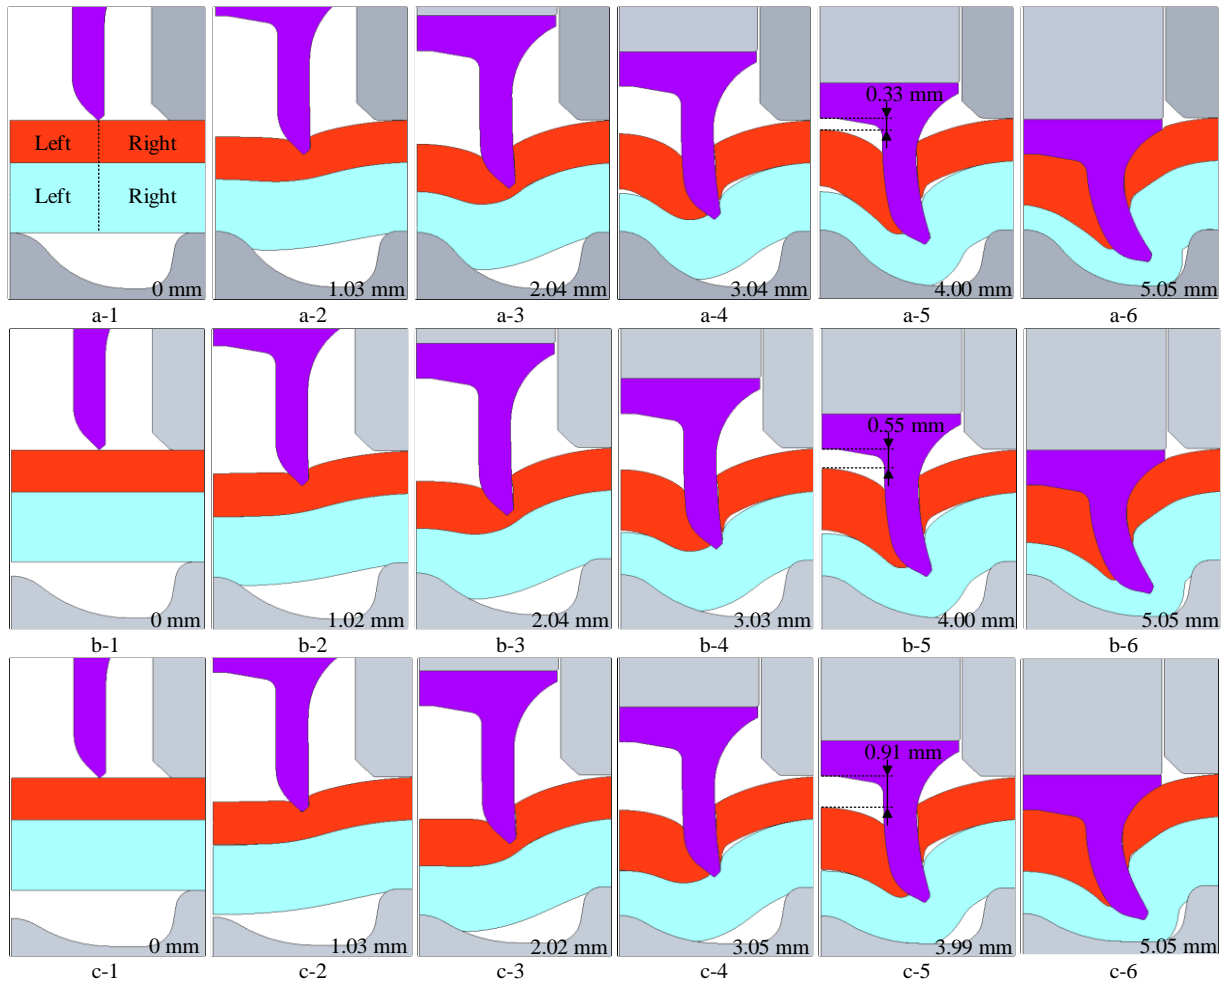 0.33 mm
Left Right
Left Right
0 mm 1.03 mm 2.04 mm 3.04 mm 4.00 mm 5.05 mm
a-1 a-2 a-3 a-4 a-5 a-6
0.55 mm
0 mm 1.02 mm 2.04 mm 3.03 mm 4.00 mm 5.05 mm
b-1 b-2 b-3 b-4 b-5 b-6
0.91 mm
0 mm 1.03 mm 2.02 mm 3.05 mm 3.99 mm 5.05 mm
c-1 c-2 c-3 c-4 c-5 c-6